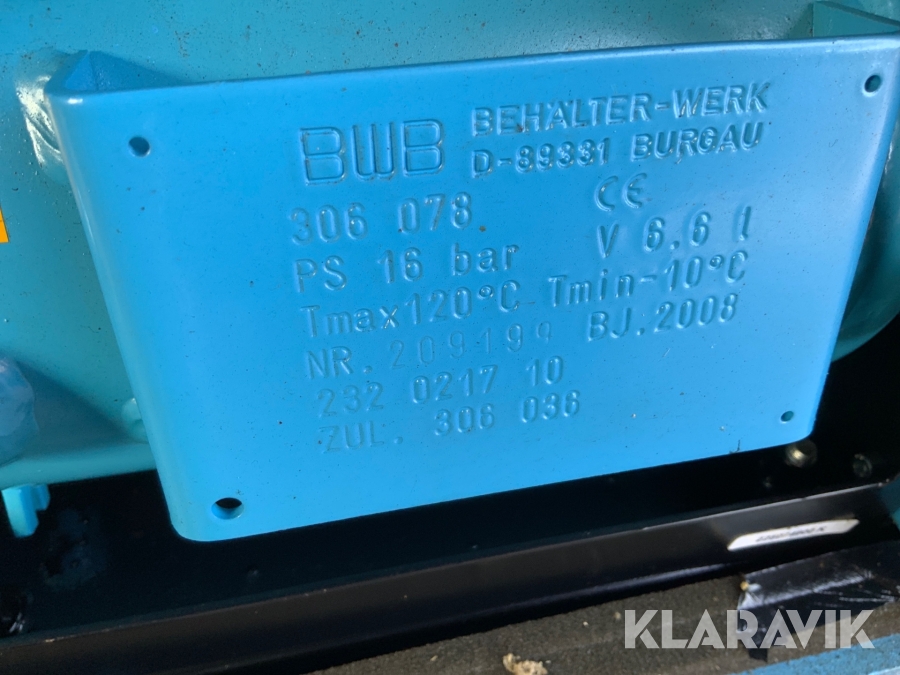 BWB BEHÄLTER-WERK
D-89331 BURGAU
306 078 CE
PS 16 bar V 6.6 l
Tmax120°C Tmin-10°C
NR. BJ.2008
232 0217 10
ZUL. 306 036
KLARAVIK